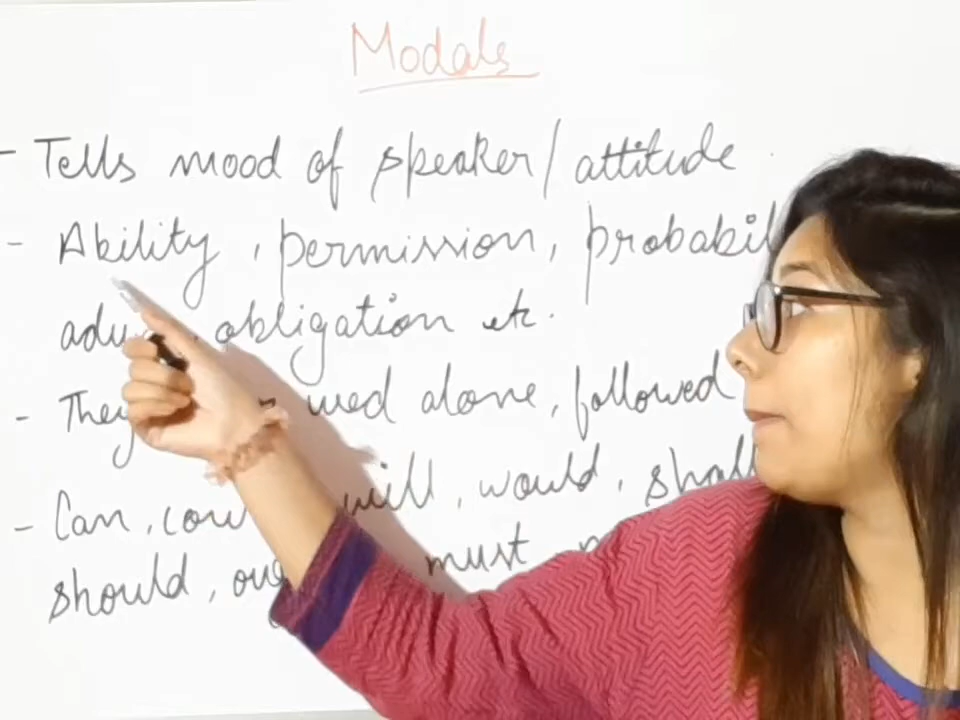 Modals
- Tells mood of speaker/attitude
- Ability, permission, probabil
obligation etc.
- They used alone, followed
- Can, cou will, would, shall
should, must